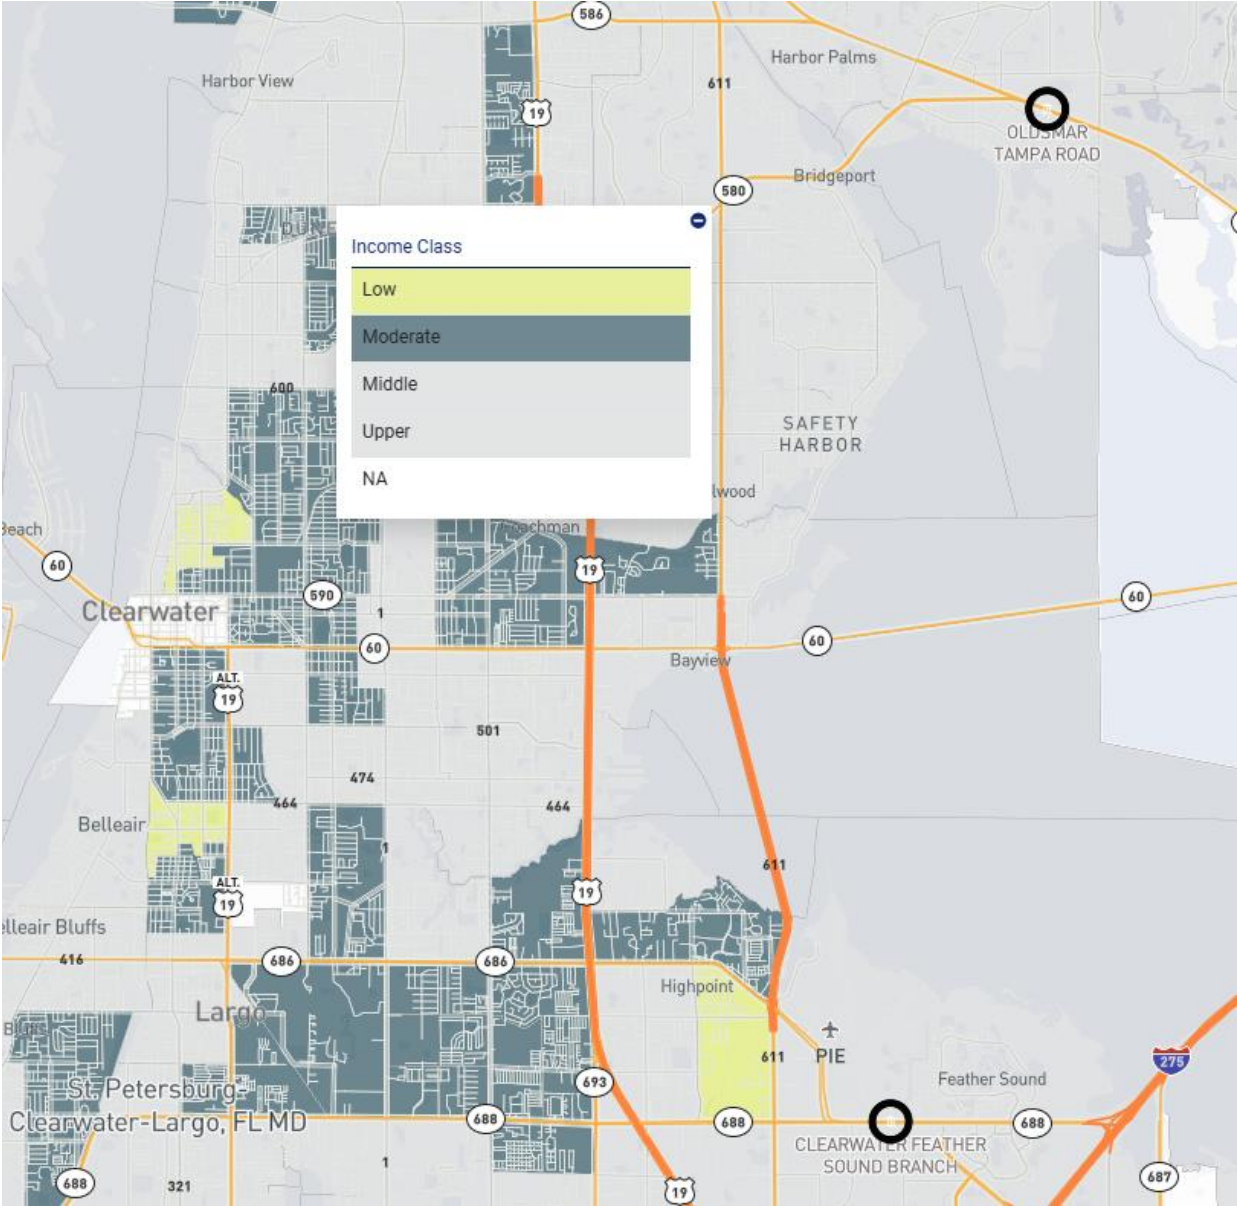 586
Harbor Palms
Harbor View
611
19
OLDSMAR
TAMPA ROAD
Bridgeport
580
Income Class
Low
Moderate
Middle
Upper
NA
600
SAFETY
HARBOR
lwood
Beach
60
19
590
1
Clearwater
60
60
60
Bayview
ALT.
19
501
474
464
464
Belleair
1
611
ALT.
19
19
elleair Bluffs
416
686
686
Highpoint
Largo
PIE
611
275
693
Feather Sound
St. Petersburg-
Clearwater-Largo, FL MD
688
688
688
CLEARWATER FEATHER
SOUND BRANCH
1
688
321
19
687